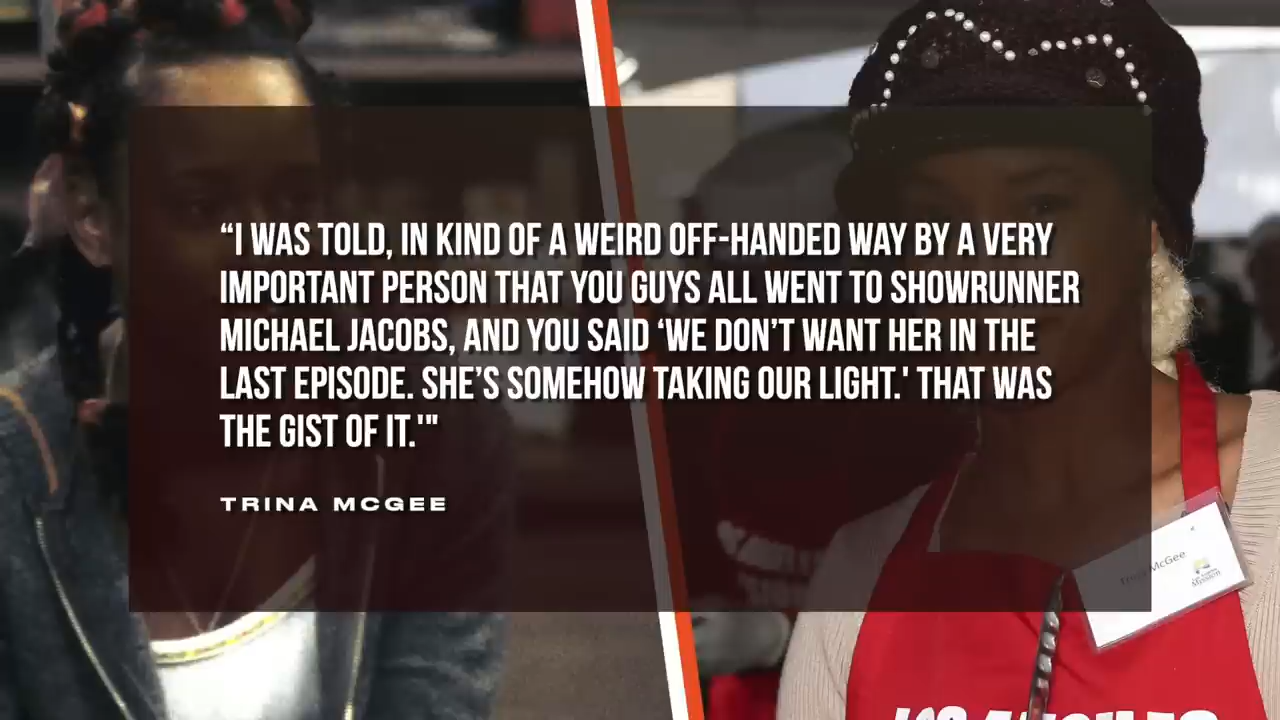 “I WAS TOLD, IN KIND OF A WEIRD OFF-HANDED WAY BY A VERY
IMPORTANT PERSON THAT YOU GUYS ALL WENT TO SHOWRUNNER
MICHAEL JACOBS, AND YOU SAID ‘WE DON’T WANT HER IN THE
LAST EPISODE. SHE’S SOMEHOW TAKING OUR LIGHT.' THAT WAS
THE GIST OF IT.'"
TRINA MCGEE
McGee
Mission